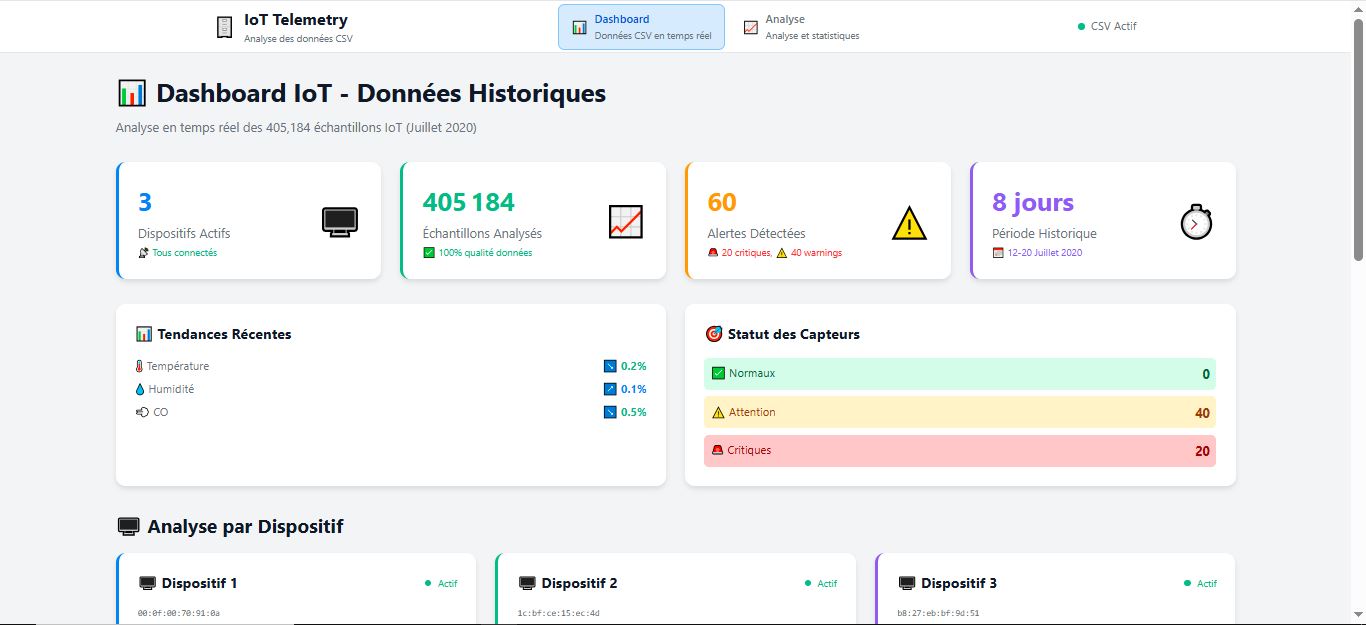 IoT Telemetry
Analyse des données CSV
Dashboard
Données CSV en temps réel
Analyse
Analyse et statistiques
CSV Actif
Dashboard IoT - Données Historiques
Analyse en temps réel des 405,184 échantillons IoT (Juillet 2020)
3
Dispositifs Actifs
Tous connectés
405 184
Échantillons Analysés
100% qualité données
60
Alertes Détectées
20 critiques, 40 warnings
8 jours
Période Historique
12-20 Juillet 2020
Tendances Récentes
Température 0.2%
Humidité 0.1%
CO 0.5%
Statut des Capteurs
Normaux 0
Attention 40
Critiques 20
Analyse par Dispositif
Dispositif 1 Actif
00:0f:00:70:91:0a
Dispositif 2 Actif
1c:bf:ce:15:ec:4d
Dispositif 3 Actif
b8:27:eb:bf:9d:51